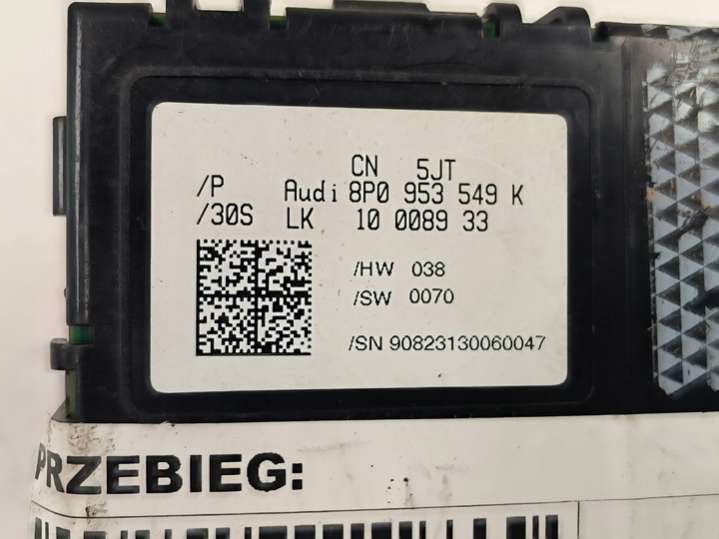 CN 5JT
/P Audi 8P0 953 549 K
/30S LK 10 0089 33
/HW 038
/SW 0070
/SN 90823130060047
PRZEBIEG: